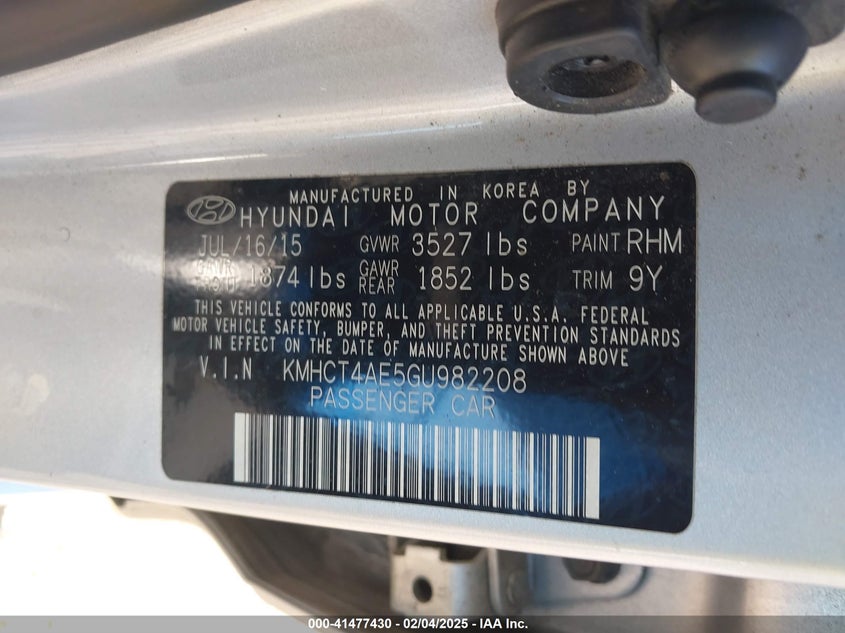 MANUFACTURED IN KOREA BY
HYUNDAI MOTOR COMPANY
JUL/16/15 GVWR 3527 lbs PAINT RHM
1874 lbs GAWR REAR 1852 lbs TRIM 9Y
THIS VEHICLE CONFORMS TO ALL APPLICABLE U.S.A. FEDERAL
MOTOR VEHICLE SAFETY, BUMPER, AND THEFT PREVENTION STANDARDS
IN EFFECT ON THE DATE OF MANUFACTURE SHOWN ABOVE
V.I.N KMHCT4AE5GU982208
PASSENGER CAR
000-41477430 - 02/04/2025 - IAA Inc.